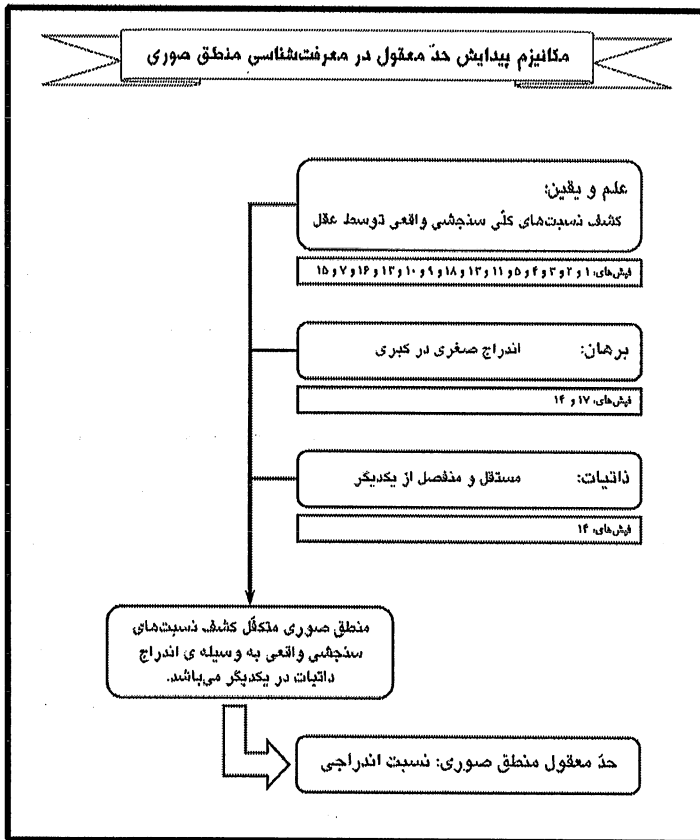 مکانیزم پیدایش حدّ معقول در معرفت‌شناسی منطق صوری
علم و یقین:
کشف نسبت‌های کلّی سنجشی واقعی توسط عقل
فیش‌های: ۱ و ۲ و ۳ و ۴ و ۵ و ۱۱ و ۱۲ و ۱۸ و ۹ و ۱۰ و ۱۳ و ۱۶ و ۷ و ۱۵
برهان: اندراج صغری در کبری
فیش‌های: ۱۷ و ۱۴
ذاتیات: مستقل و منفصل از یکدیگر
فیش‌های: ۱۴
منطق صوری متکفّل کشف نسبت‌های
سنجشی واقعی به وسیله ی اندراج
ذاتیات در یکدیگر می‌باشد.
حدّ معقول منطق صوری: نسبت اندراجی